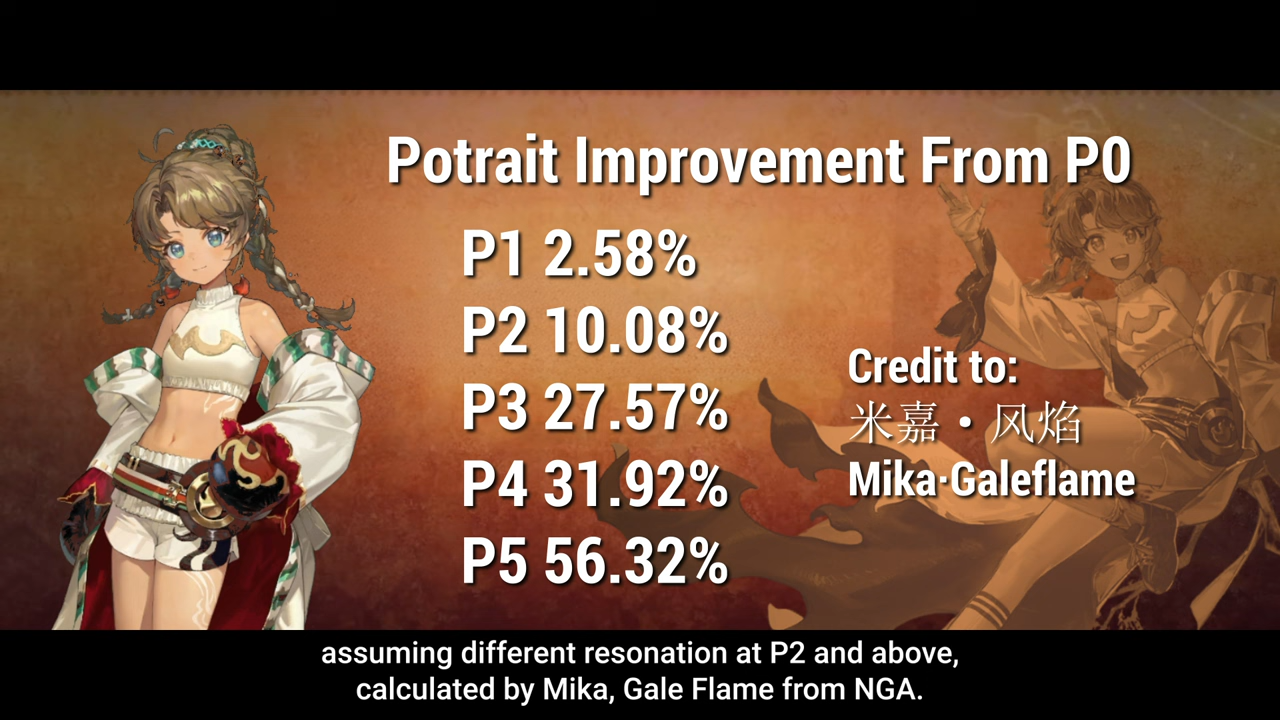 Potrait Improvement From P0
P1 2.58%
P2 10.08%
P3 27.57%
P4 31.92%
P5 56.32%
Credit to:
米嘉・风焰
Mika·Galeflame
assuming different resonation at P2 and above,
calculated by Mika, Gale Flame from NGA.